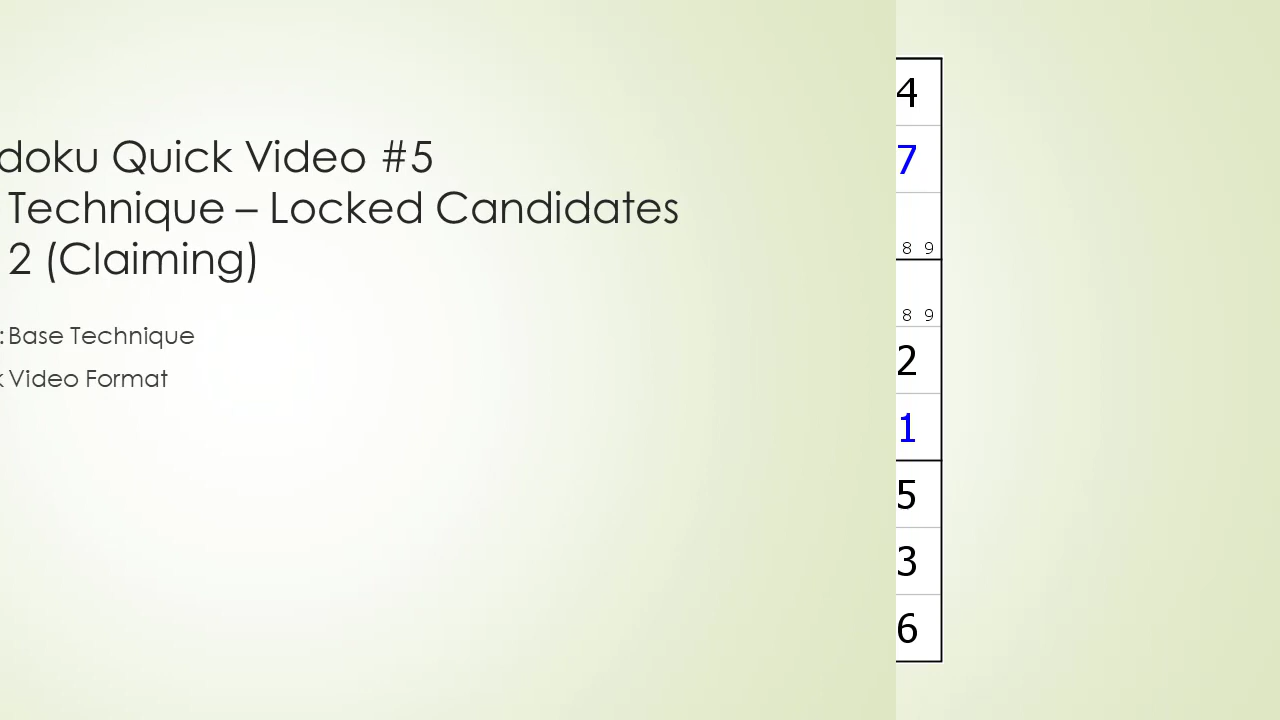 doku Quick Video #5
Technique – Locked Candidates
2 (Claiming)
: Base Technique
Video Format
4
7
8 9
8 9
2
1
5
3
6